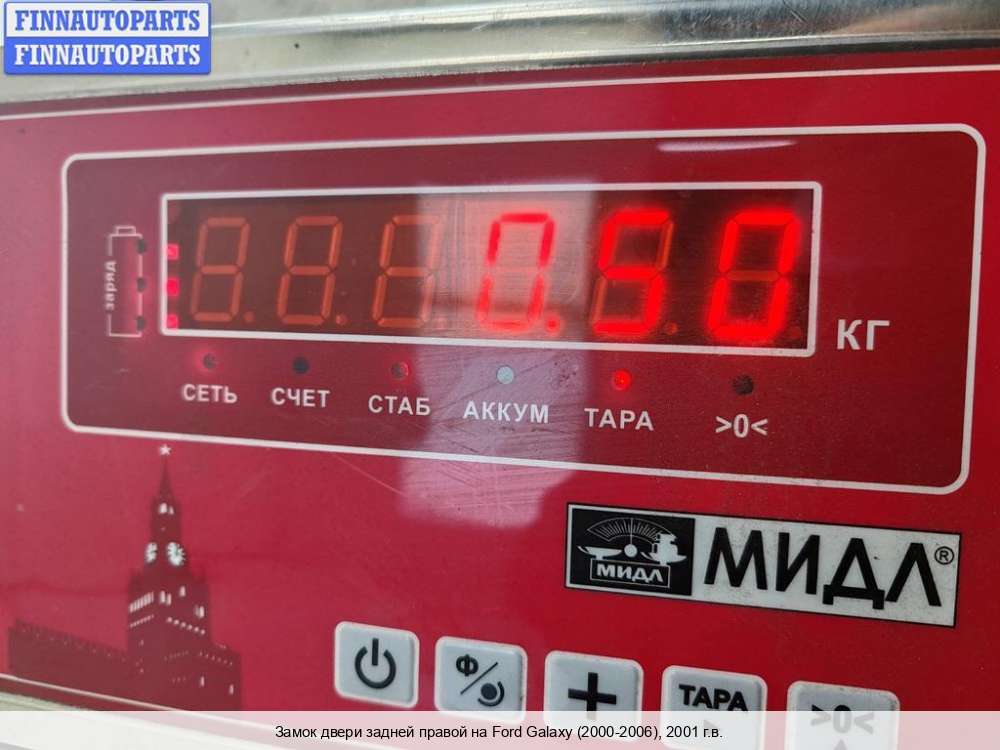 FINNAUTOPARTS
FINNAUTOPARTS
заряд
0.50
КГ
СЕТЬ СЧЕТ СТАБ АККУМ ТАРА >0<
МИДЛ
МИДЛ®
Ф
ТАРА
>0<
Замок двери задней правой на Ford Galaxy (2000-2006), 2001 г.в.